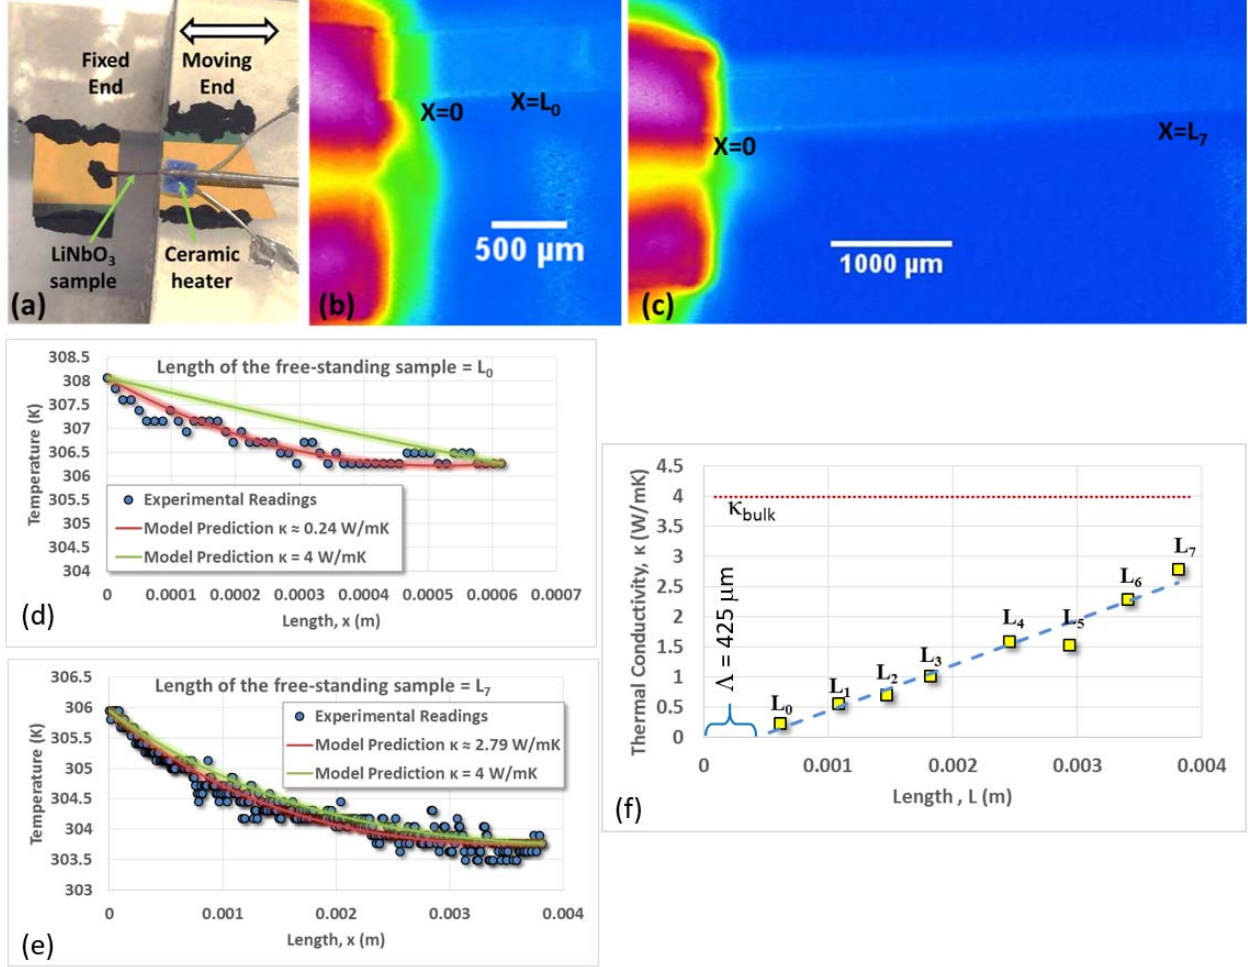 Fixed
End
Moving
End
LiNbO₃
sample
Ceramic
heater
(a)
X=0
X=L₀
500 µm
(b)
X=0
X=L₇
1000 µm
(c)
Length of the free-standing sample = L₀
308.5
308
307.5
307
306.5
306
305.5
305
304.5
304
Temperature (K)
Experimental Readings
Model Prediction κ ≈ 0.24 W/mK
Model Prediction κ = 4 W/mK
0 0.0001 0.0002 0.0003 0.0004 0.0005 0.0006 0.0007
Length, x (m)
(d)
Length of the free-standing sample = L₇
306.5
306
305.5
305
304.5
304
303.5
303
Temperature (K)
Experimental Readings
Model Prediction κ ≈ 2.79 W/mK
Model Prediction κ = 4 W/mK
0 0.001 0.002 0.003 0.004
Length, x (m)
(e)
4.5
4
3.5
3
2.5
2
1.5
1
0.5
0
Thermal Conductivity, κ (W/mK)
κbulk
Λ = 425 µm
L₀
L₁
L₂
L₃
L₄
L₅
L₆
L₇
0 0.001 0.002 0.003 0.004
Length , L (m)
(f)